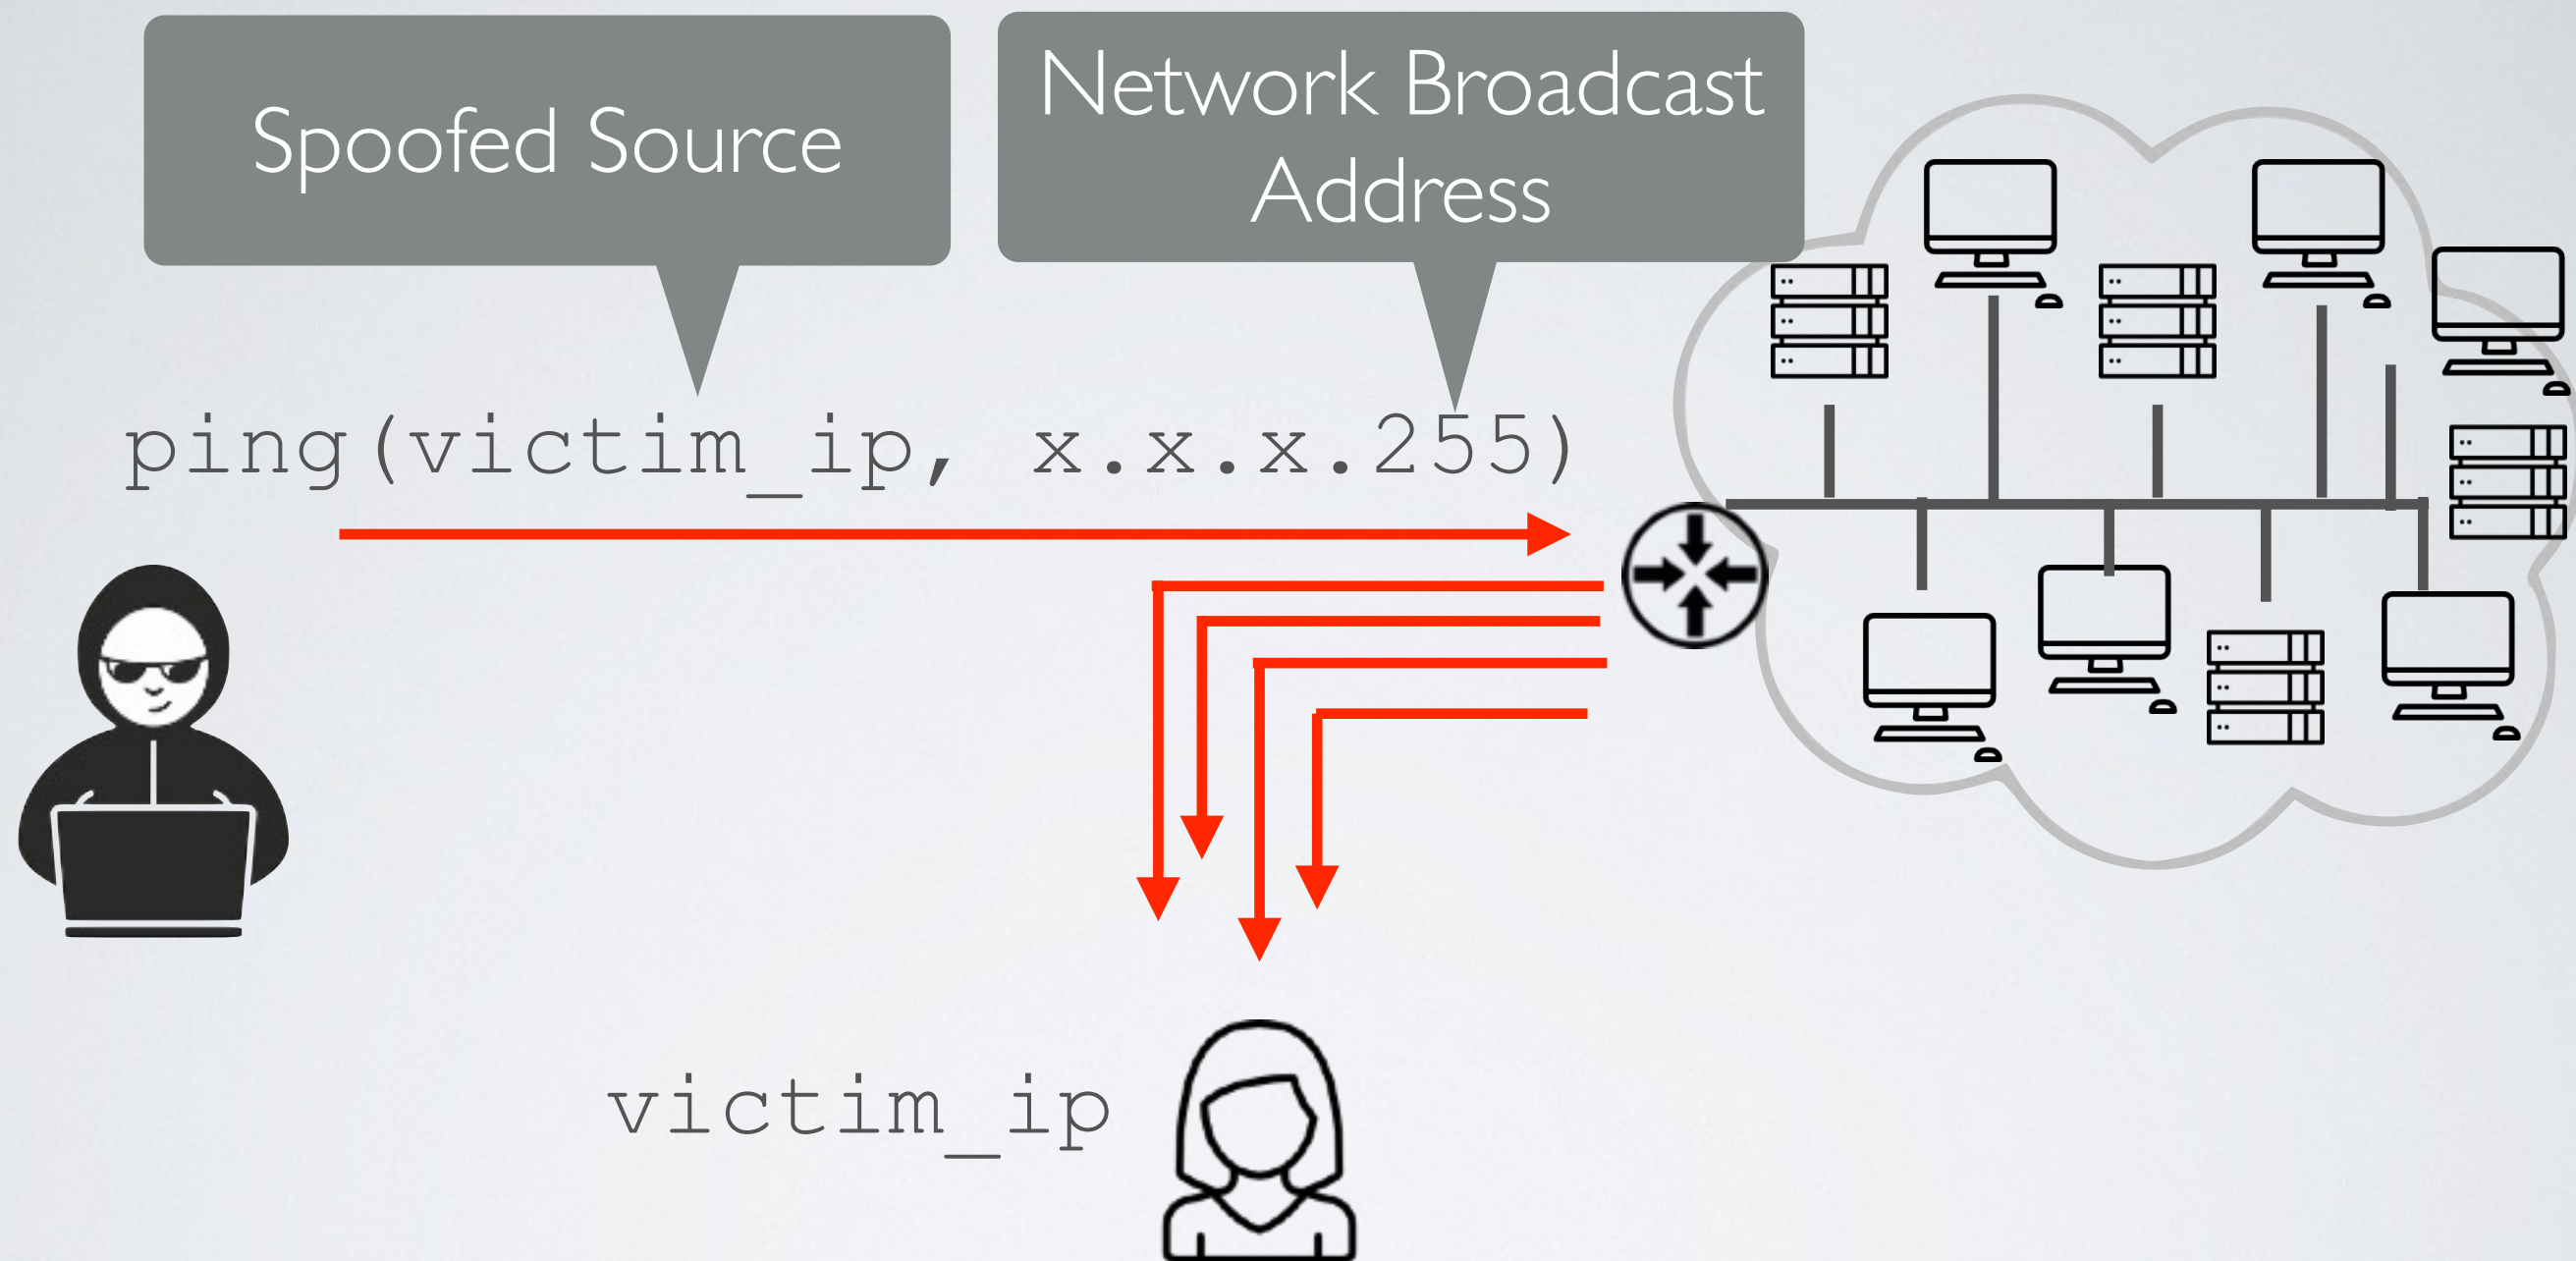 Spoofed Source
Network Broadcast
Address
ping(victim_ip, x.x.x.255)
victim_ip